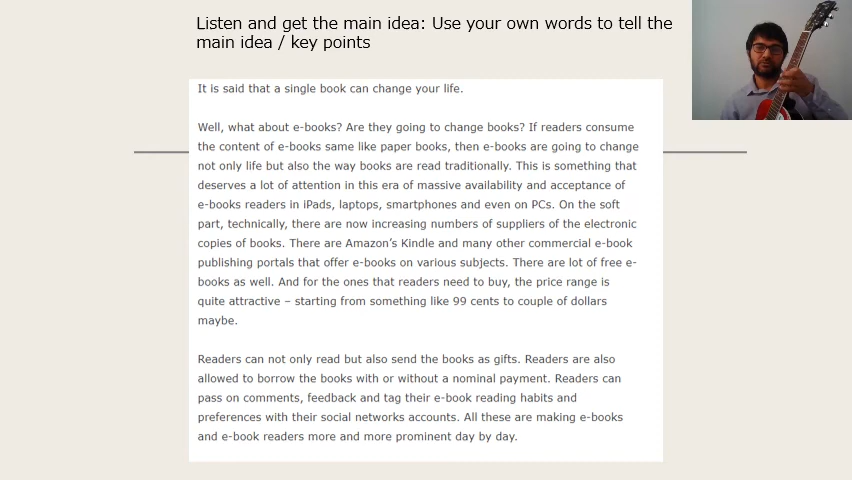 Listen and get the main idea: Use your own words to tell the
main idea / key points
It is said that a single book can change your life.
Well, what about e-books? Are they going to change books? If readers consume
the content of e-books same like paper books, then e-books are going to change
not only life but also the way books are read traditionally. This is something that
deserves a lot of attention in this era of massive availability and acceptance of
e-books readers in iPads, laptops, smartphones and even on PCs. On the soft
part, technically, there are now increasing numbers of suppliers of the electronic
copies of books. There are Amazon's Kindle and many other commercial e-book
publishing portals that offer e-books on various subjects. There are lot of free e-
books as well. And for the ones that readers need to buy, the price range is
quite attractive – starting from something like 99 cents to couple of dollars
maybe.
Readers can not only read but also send the books as gifts. Readers are also
allowed to borrow the books with or without a nominal payment. Readers can
pass on comments, feedback and tag their e-book reading habits and
preferences with their social networks accounts. All these are making e-books
and e-book readers more and more prominent day by day.